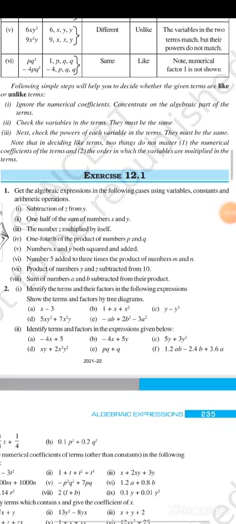 (v) 6xy² 6, x, y, y Different Unlike The variables in the two
9x²y 9, x, x, y terms match, but their
powers do not match.
(vi) pq² 1, p, q, q Same Like Note, numerical
– 4pq² – 4, p, q, q factor 1 is not shown
Following simple steps will help you to decide whether the given terms are like
or unlike terms:
(i) Ignore the numerical coefficients. Concentrate on the algebraic part of the
terms.
(ii) Check the variables in the terms. They must be the same.
(iii) Next, check the powers of each variable in the terms. They must be the same.
Note that in deciding like terms, two things do not matter (1) the numerical
coefficients of the terms and (2) the order in which the variables are multiplied in the
terms.
EXERCISE 12.1
1. Get the algebraic expressions in the following cases using variables, constants and
arithmetic operations.
(i) Subtraction of z from y.
(ii) One-half of the sum of numbers x and y.
(iii) The number z multiplied by itself.
(iv) One-fourth of the product of numbers p and q.
(v) Numbers x and y both squared and added.
(vi) Number 5 added to three times the product of numbers m and n.
(vii) Product of numbers y and z subtracted from 10.
(viii) Sum of numbers a and b subtracted from their product.
2. (i) Identify the terms and their factors in the following expressions
Show the terms and factors by tree diagrams.
(a) x – 3 (b) 1 + x + x² (c) y – y³
(d) 5xy² + 7x²y (e) – ab + 2b² – 3a²
(ii) Identify terms and factors in the expressions given below:
(a) – 4x + 5 (b) – 4x + 5y (c) 5y + 3y²
(d) xy + 2x²y² (e) pq + q (f) 1.2 ab – 2.4 b + 3.6 a
2021–22
ALGEBRAIC EXPRESSIONS 235
x + 1/4 (h) 0.1 p² + 0.2 q²
numerical coefficients of terms (other than constants) in the following
– 3t² (ii) 1 + t + t² + t³ (iii) x + 2xy + 3y
00m + 1000n (v) – p²q² + 7pq (vi) 1.2 a + 0.8 b
.14 r² (viii) 2 (l + b) (ix) 0.1 y + 0.01 y²
y terms which contain x and give the coefficient of x.
x + y (ii) 13y² – 8yx (iii) x + y + 2